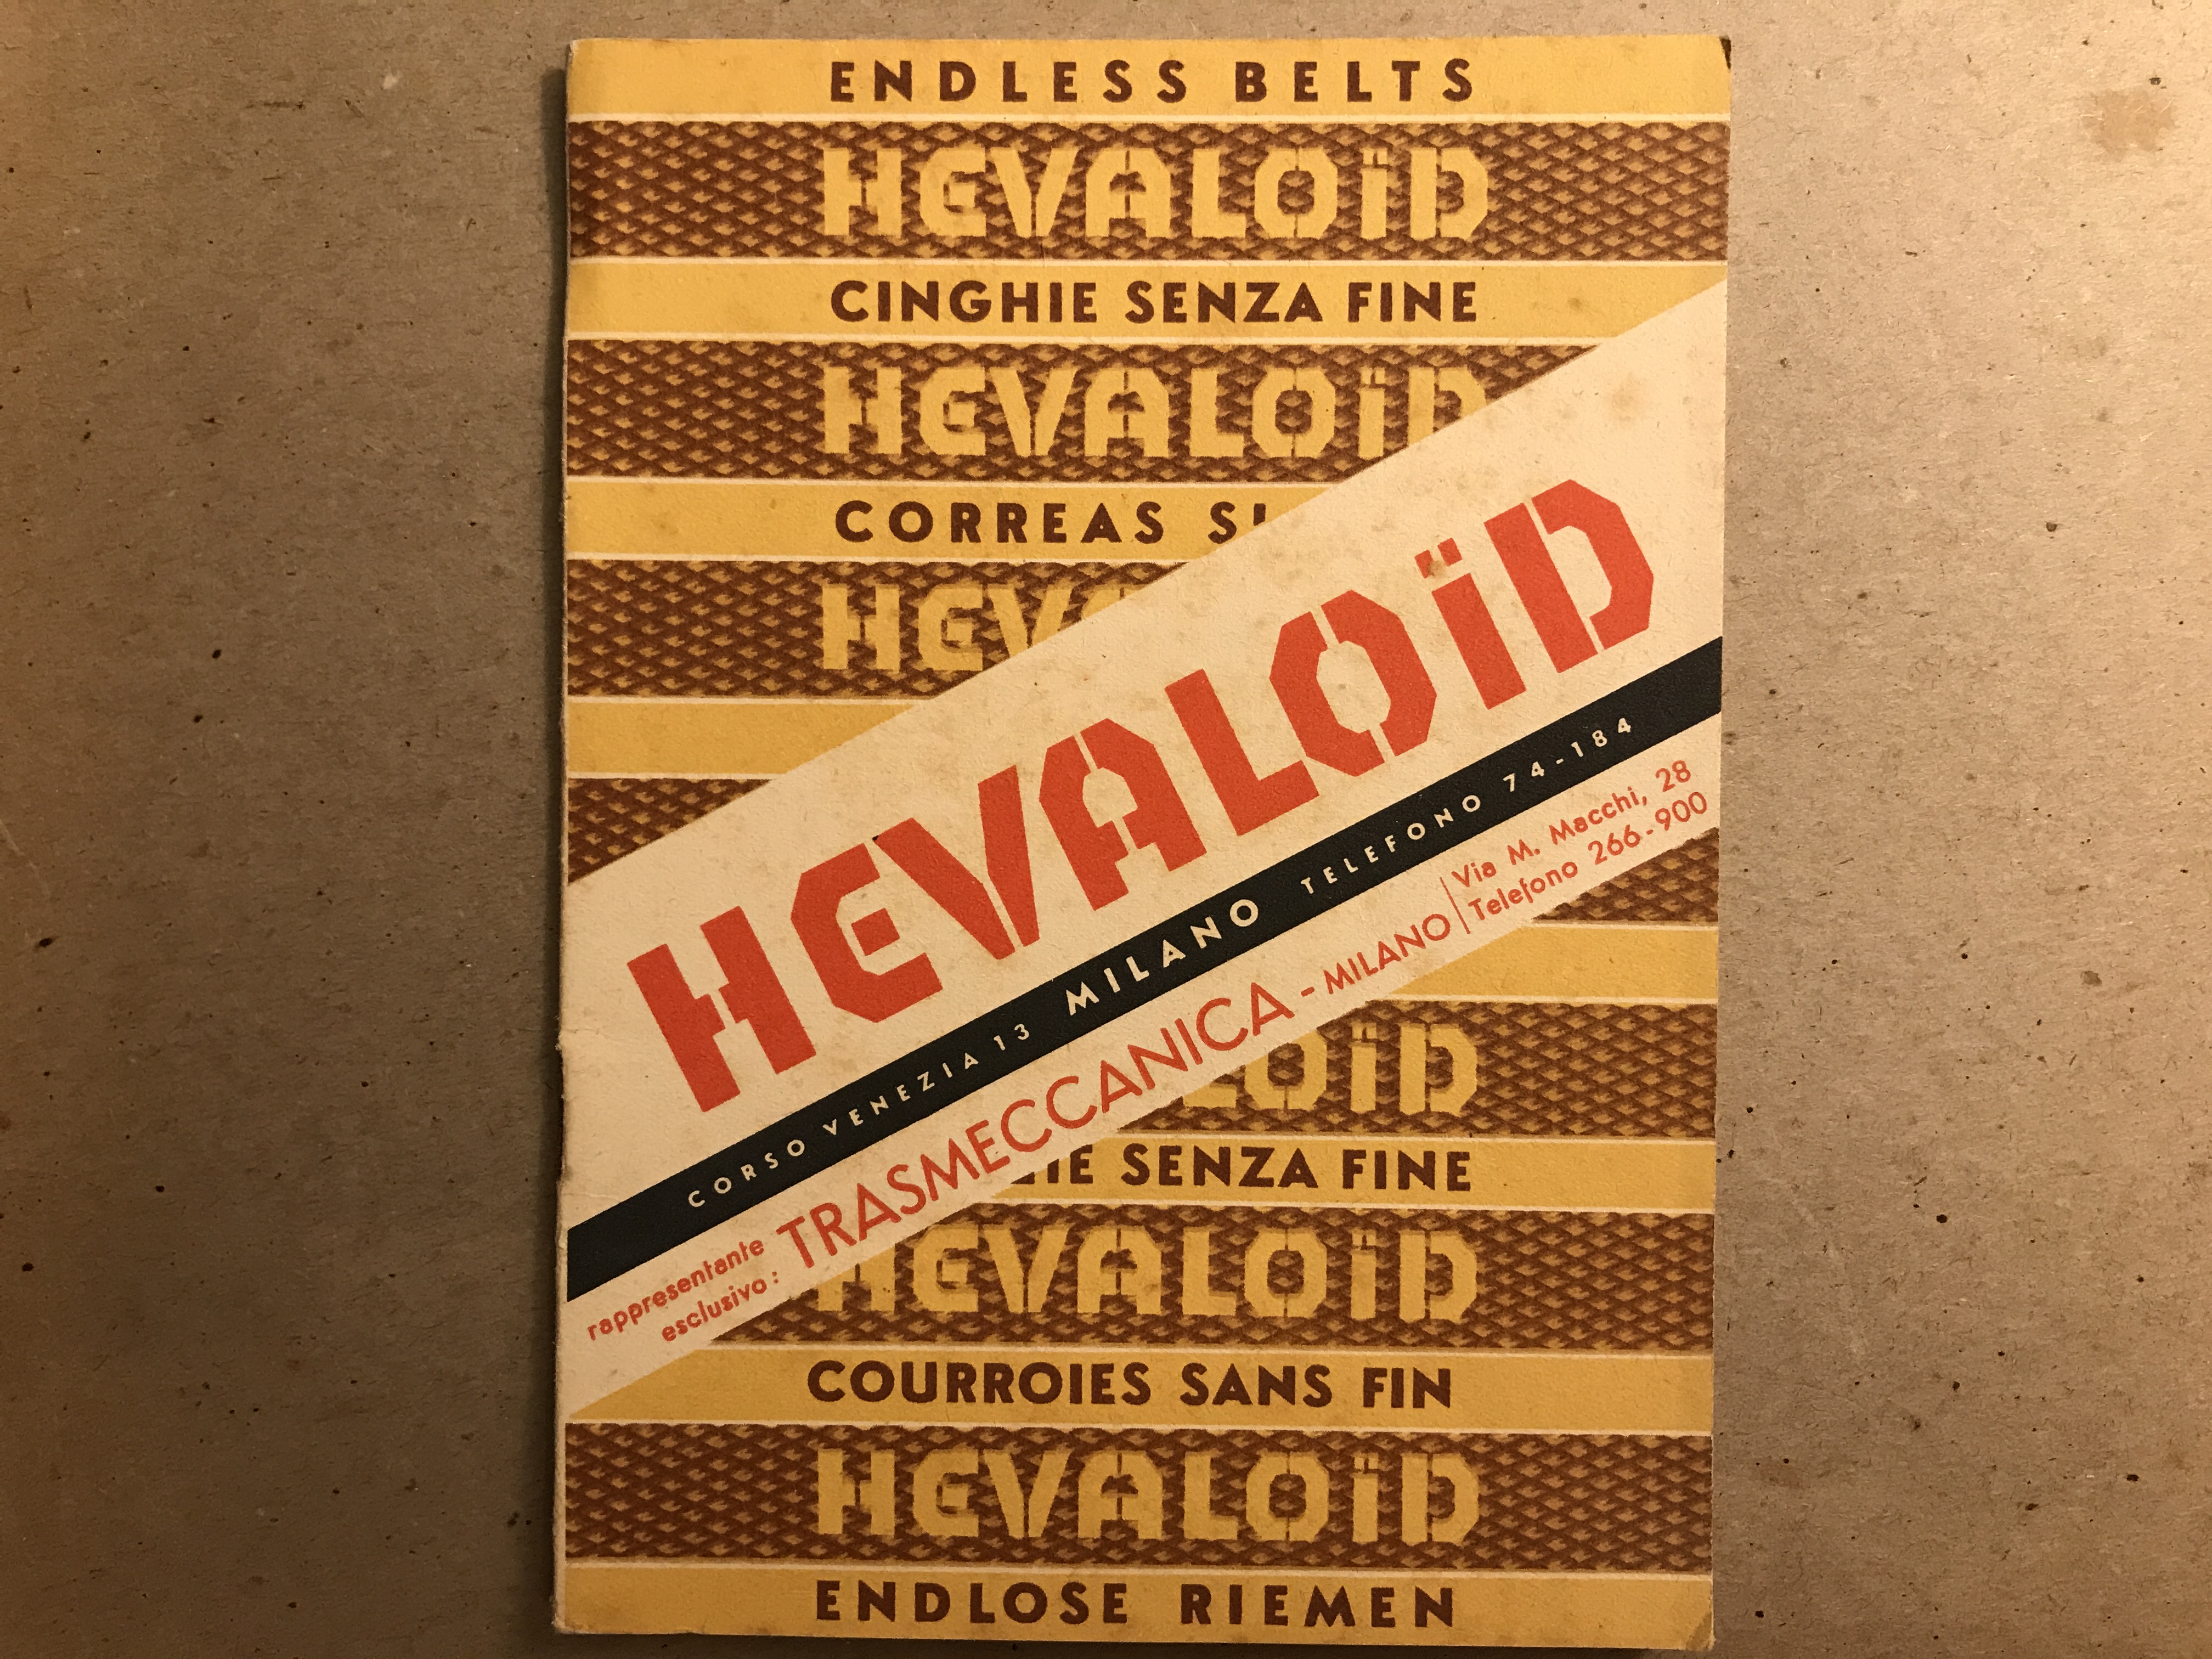 ENDLESS BELTS
HEVALOÏD
CINGHIE SENZA FINE
HEVALOÏD
CORREAS
HEVALOÏD
CORSO VENEZIA 13 MILANO TELEFONO 74-184
rappresentante
esclusivo: TRASMECCANICA - MILANO
Via M. Macchi, 28
Telefono 266-900
SENZA FINE
HEVALOÏD
COURROIES SANS FIN
HEVALOÏD
ENDLOSE RIEMEN